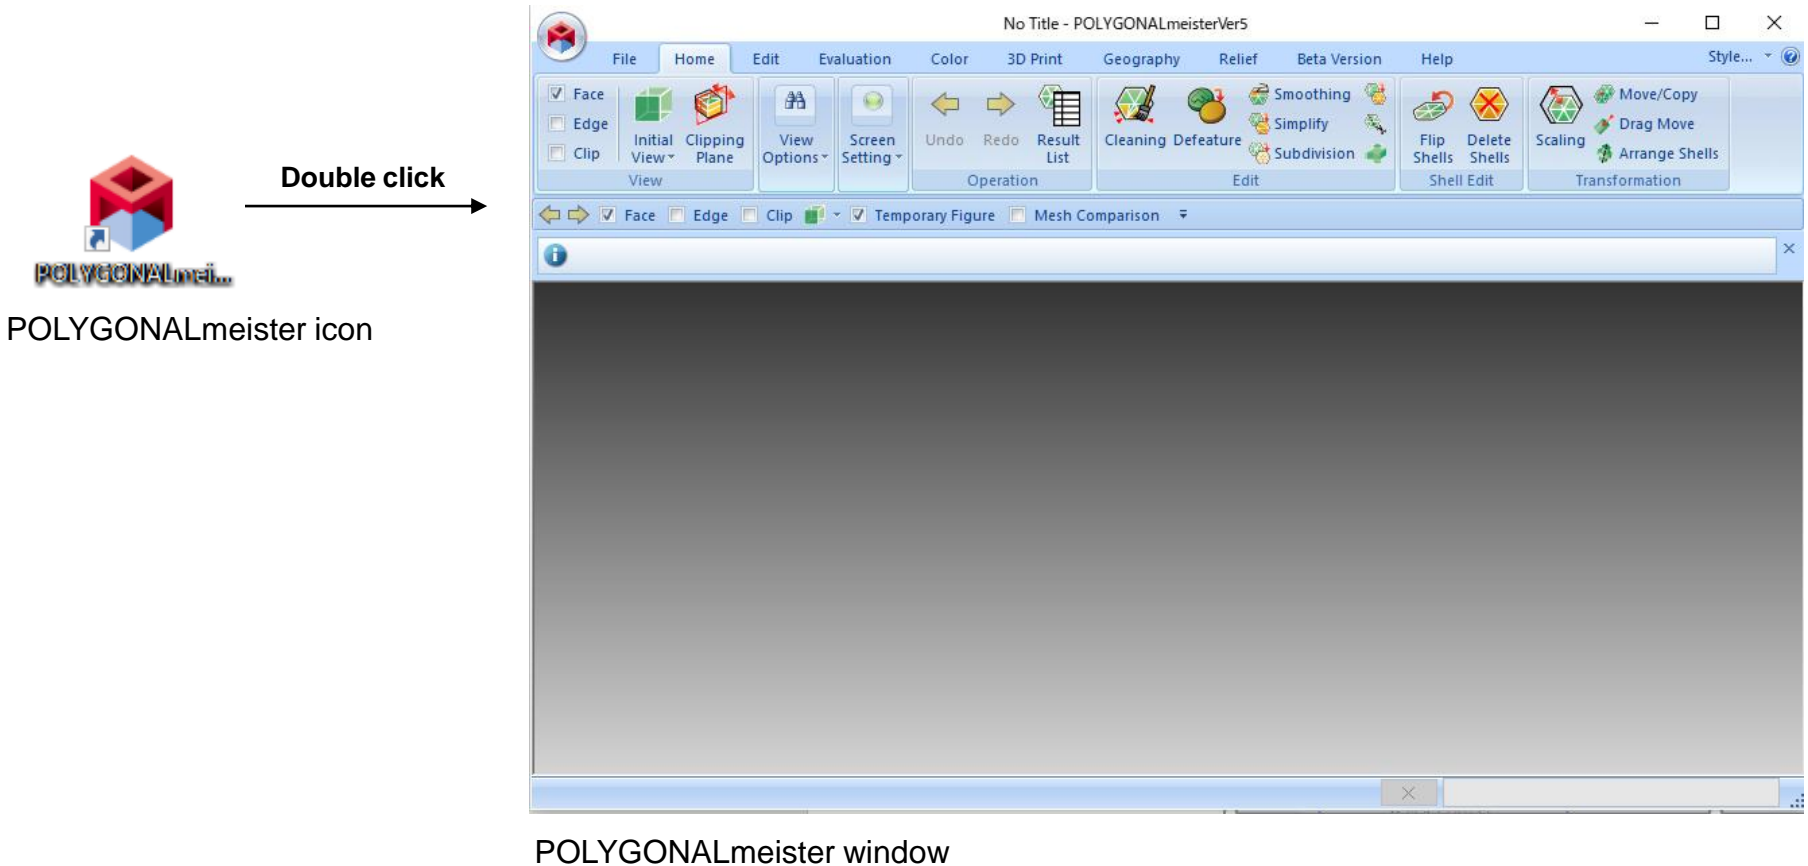 No Title - POLYGONALmeisterVer5
File Home Edit Evaluation Color 3D Print Geography Relief Beta Version Help Style...
Face
Edge
Clip
Initial View
Clipping Plane
View
View Options
Screen Setting
Undo
Redo
Result List
Operation
Cleaning
Defeature
Smoothing
Simplify
Subdivision
Edit
Flip Shells
Delete Shells
Shell Edit
Scaling
Move/Copy
Drag Move
Arrange Shells
Transformation
Face Edge Clip Temporary Figure Mesh Comparison
Double click
POLYGONALmei...
POLYGONALmeister icon
POLYGONALmeister window